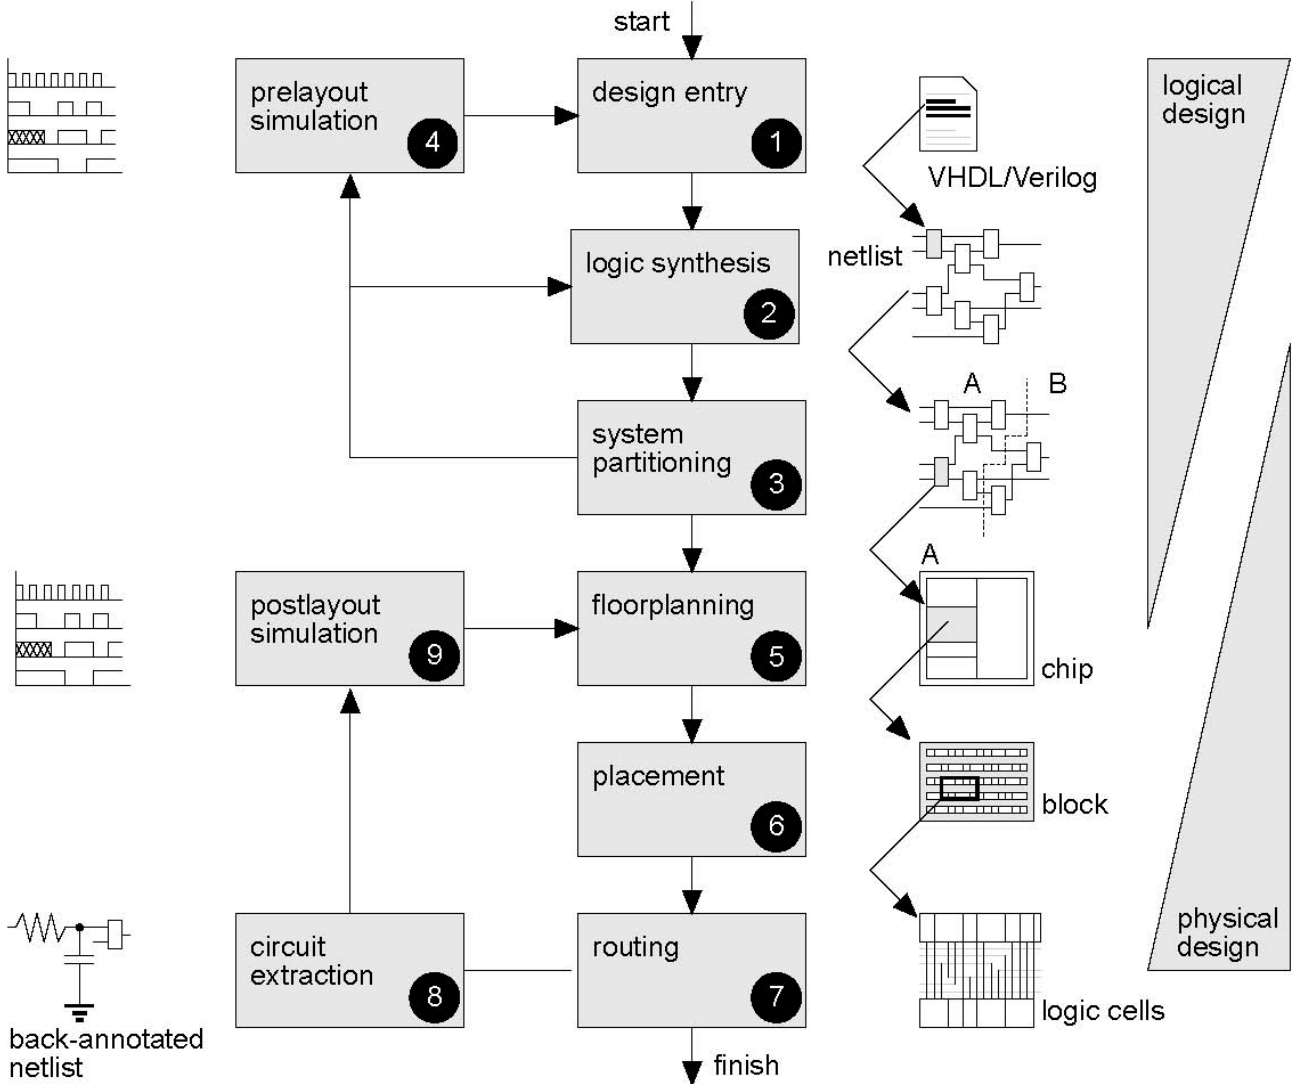 start
prelayout
simulation
4
design entry
1
VHDL/Verilog
logical
design
logic synthesis
2
netlist
system
partitioning
3
A
B
postlayout
simulation
9
floorplanning
5
A
chip
placement
6
block
circuit
extraction
8
routing
7
logic cells
physical
design
back-annotated
netlist
finish